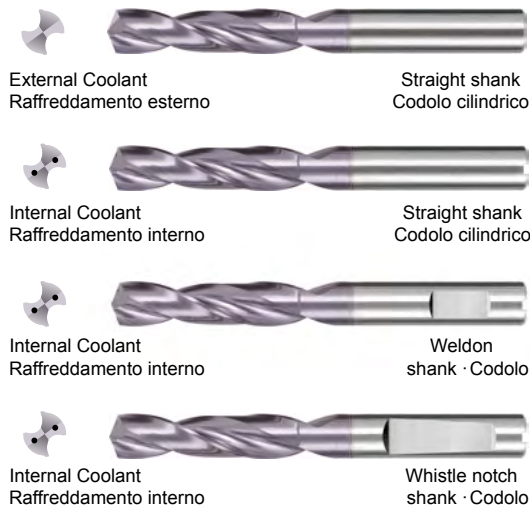 External Coolant
Raffreddamento esterno
Straight shank
Codolo cilindrico
Internal Coolant
Raffreddamento interno
Straight shank
Codolo cilindrico
Internal Coolant
Raffreddamento interno
Weldon
shank · Codolo
Internal Coolant
Raffreddamento interno
Whistle notch
shank · Codolo